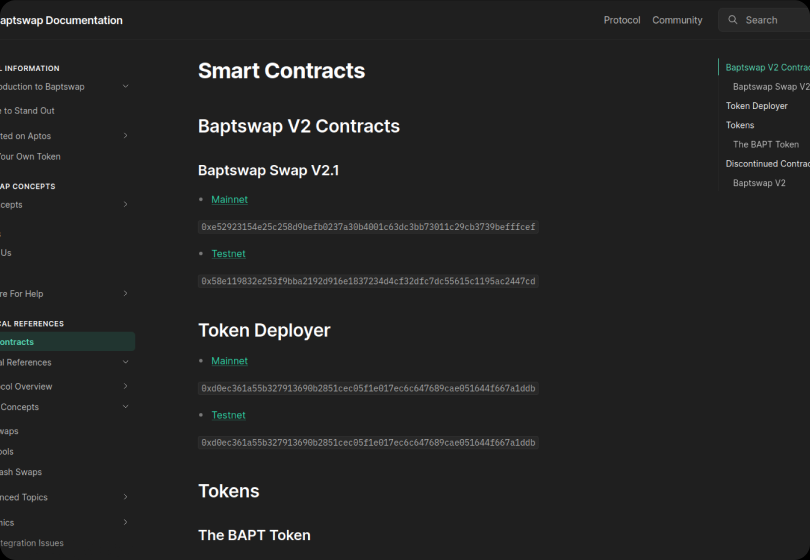 aptswap Documentation
Protocol
Community
Search
L INFORMATION
oduction to Baptswap
e to Stand Out
ted on Aptos
Your Own Token
AP CONCEPTS
cepts
s
Us
re For Help
CAL REFERENCES
ontracts
al References
col Overview
Concepts
waps
ools
ash Swaps
nced Topics
mics
tegration Issues
Smart Contracts
Baptswap V2 Contracts
Baptswap Swap V2.1
Mainnet
0xe52923154e25c258d9befb0237a30b4001c63dc3bb73011c29cb3739befffcef
Testnet
0x58e119832e253f9bba2192d916e1837234d4cf32dfc7dc55615c1195ac2447cd
Token Deployer
Mainnet
0xd0ec361a55b327913690b2851cec05f1e017ec6c647689cae051644f667a1ddb
Testnet
0xd0ec361a55b327913690b2851cec05f1e017ec6c647689cae051644f667a1ddb
Tokens
The BAPT Token
Baptswap V2 Contrac
Baptswap Swap V2
Token Deployer
Tokens
The BAPT Token
Discontinued Contrac
Baptswap V2